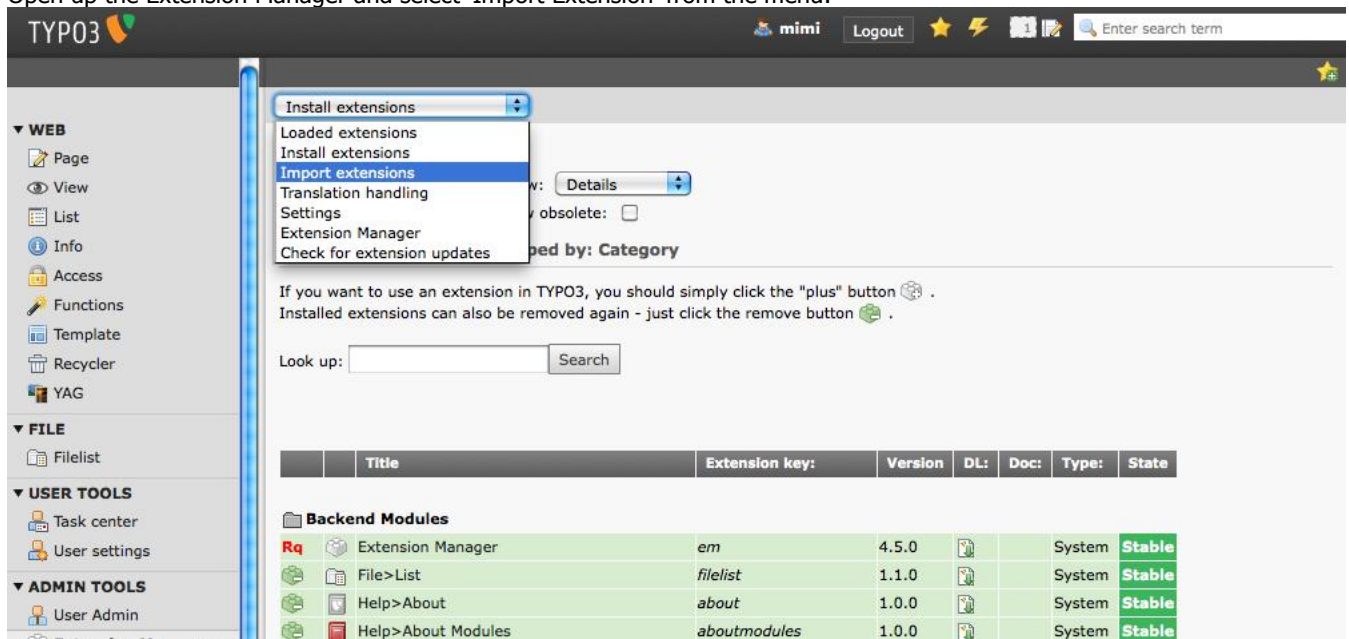 Open up the Extension Manager and select 'Import Extension' from the menu.
TYPO3
mimi Logout 1 Enter search term
Install extensions
Loaded extensions
Install extensions
Import extensions
Translation handling
Settings
Extension Manager
Check for extension updates
w: Details
obsolete:
ped by: Category
If you want to use an extension in TYPO3, you should simply click the "plus" button .
Installed extensions can also be removed again - just click the remove button .
Look up: Search
Title Extension key: Version DL: Doc: Type: State
Backend Modules
Rq Extension Manager em 4.5.0 System Stable
File>List filelist 1.1.0 System Stable
Help>About about 1.0.0 System Stable
Help>About Modules aboutmodules 1.0.0 System Stable
WEB
Page
View
List
Info
Access
Functions
Template
Recycler
YAG
FILE
Filelist
USER TOOLS
Task center
User settings
ADMIN TOOLS
User Admin